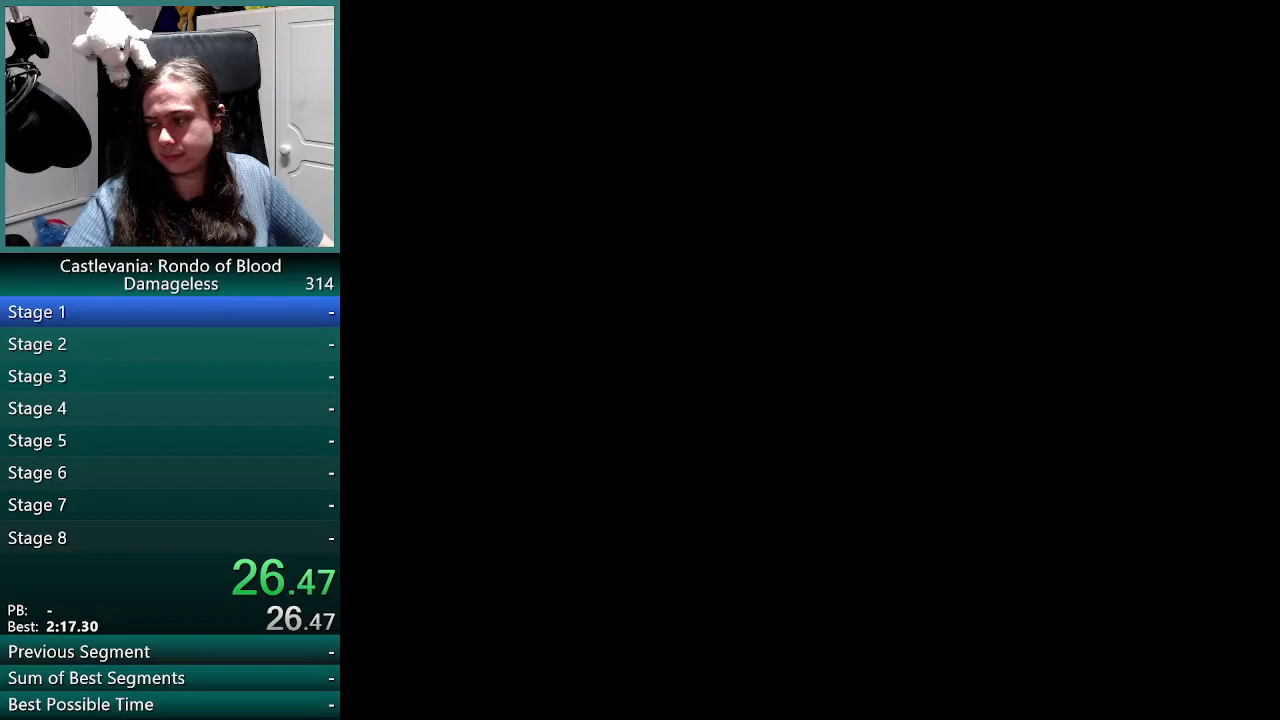 Castlevania: Rondo of Blood
Damageless 314
Stage 1 -
Stage 2 -
Stage 3 -
Stage 4 -
Stage 5 -
Stage 6 -
Stage 7 -
Stage 8 -
26.47
PB: -
26.47
Best: 2:17.30
Previous Segment -
Sum of Best Segments -
Best Possible Time -